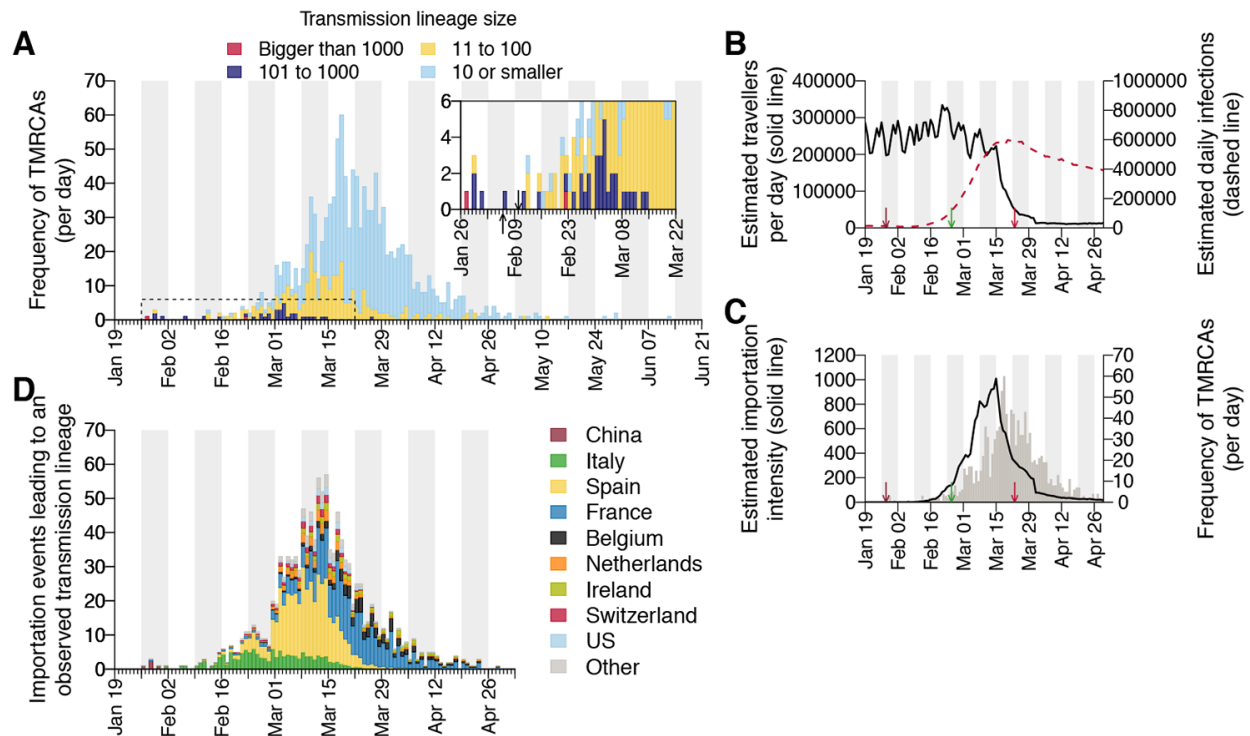 Transmission lineage size
A
Bigger than 1000
11 to 100
101 to 1000
10 or smaller
Frequency of TMRCAs
(per day)
70
60
50
40
30
20
10
0
Jan 19
Feb 02
Feb 16
Mar 01
Mar 15
Mar 29
Apr 12
Apr 26
May 10
May 24
Jun 07
Jun 21
6
4
2
0
Jan 26
Feb 09
Feb 23
Mar 08
Mar 22
B
Estimated travellers
per day (solid line)
400000
300000
200000
100000
0
1000000
800000
600000
400000
200000
0
Estimated daily infections
(dashed line)
Jan 19
Feb 02
Feb 16
Mar 01
Mar 15
Mar 29
Apr 12
Apr 26
C
Estimated importation
intensity (solid line)
1200
1000
800
600
400
200
0
70
60
50
40
30
20
10
0
Frequency of TMRCAs
(per day)
Jan 19
Feb 02
Feb 16
Mar 01
Mar 15
Mar 29
Apr 12
Apr 26
D
Importation events leading to an
observed transmission lineage
70
60
50
40
30
20
10
0
Jan 19
Feb 02
Feb 16
Mar 01
Mar 15
Mar 29
Apr 12
Apr 26
China
Italy
Spain
France
Belgium
Netherlands
Ireland
Switzerland
US
Other